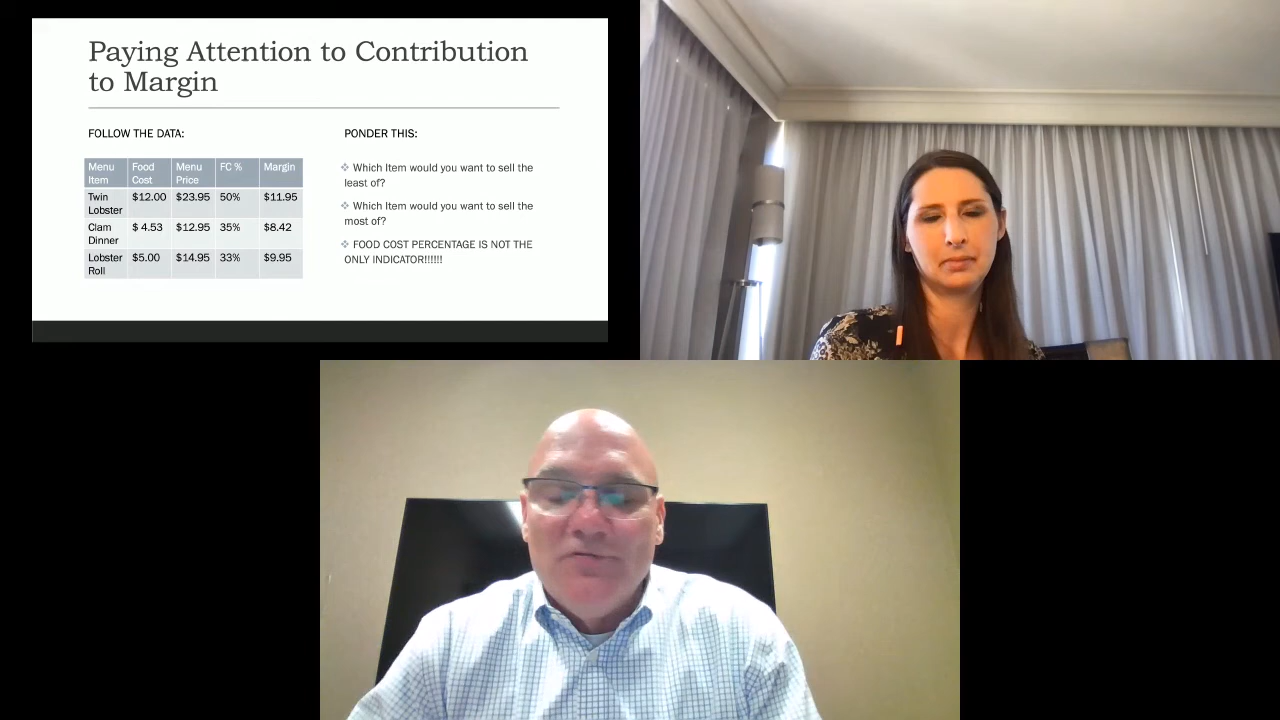 Paying Attention to Contribution
to Margin
FOLLOW THE DATA:
Menu Item Food Cost Menu Price FC % Margin
Twin Lobster $12.00 $23.95 50% $11.95
Clam Dinner $ 4.53 $12.95 35% $8.42
Lobster Roll $5.00 $14.95 33% $9.95
PONDER THIS:
❖ Which Item would you want to sell the
least of?
❖ Which Item would you want to sell the
most of?
❖ FOOD COST PERCENTAGE IS NOT THE
ONLY INDICATOR!!!!!!